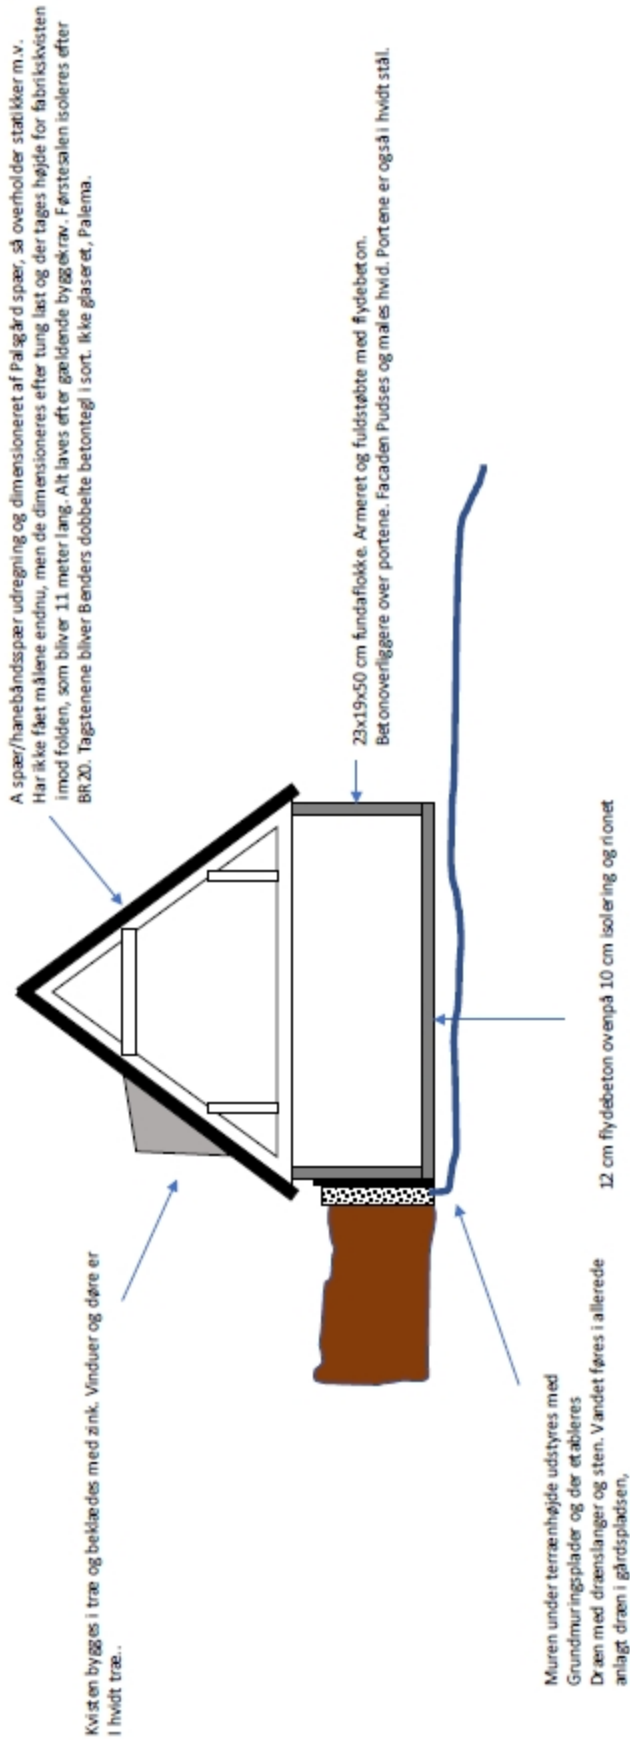 A spær/hanebåndsspær udregning og dimensioneret af Palsgård spær, så overholder statikker m.v.
Har ikke fået målene endnu, men de dimensioneres efter tung last og der tages højde for fabrikskvisten
imod folden, som bliver 11 meter lang. Alt laves efter gældende byggekrav. Førstesalen isoleres efter
BR20. Tagstenene bliver Benders dobbelte betontegl i sort. Ikke glaseret, Palema.
23x19x50 cm fundaflokke. Armeret og fuldstøbte med flydebeton.
Betonoverliggere over portene. Facaden Pudses og males hvid. Portene er også i hvidt stål.
12 cm flydebeton ovenpå 10 cm isolering og rionet
Kvisten bygges i træ og beklædes med zink. Vinduer og døre er
I hvidt træ..
Muren under terrænhøjde udstyres med
Grundmuringsplader og der etableres
Dræn med drænslanger og sten. Vandet føres i allerede
anlagt dræn i gårdspladsen,